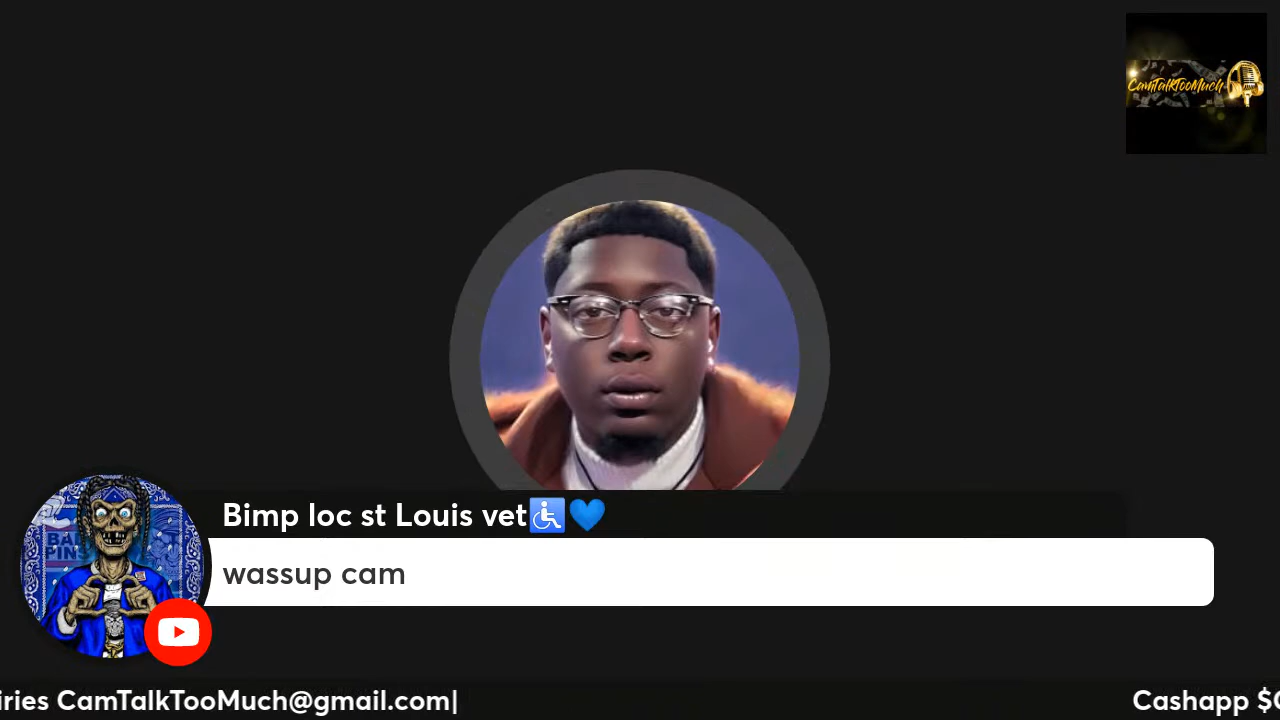 CamTalkTooMuch
Bimp loc st Louis vet♿💙
wassup cam
iries CamTalkTooMuch@gmail.com|
Cashapp $